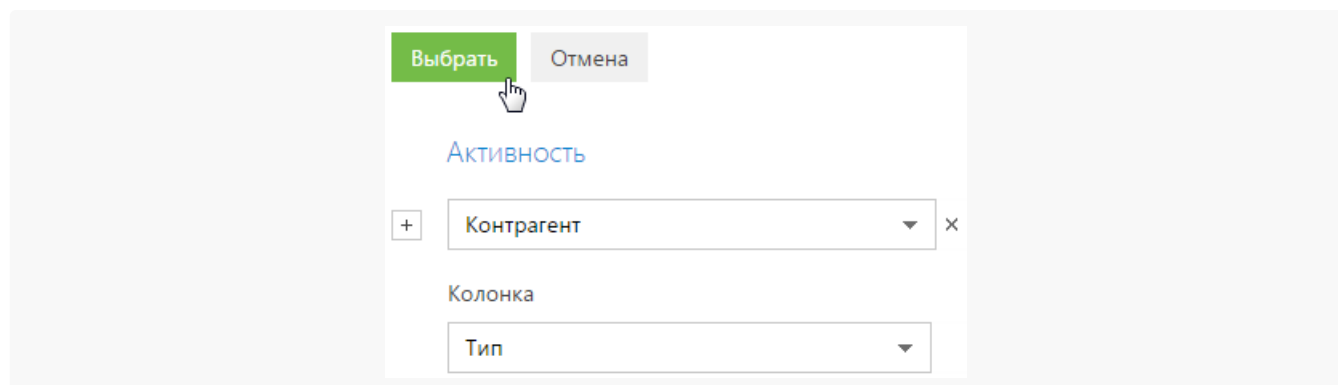 Выбрать Отмена
Активность
Контрагент
Колонка
Тип